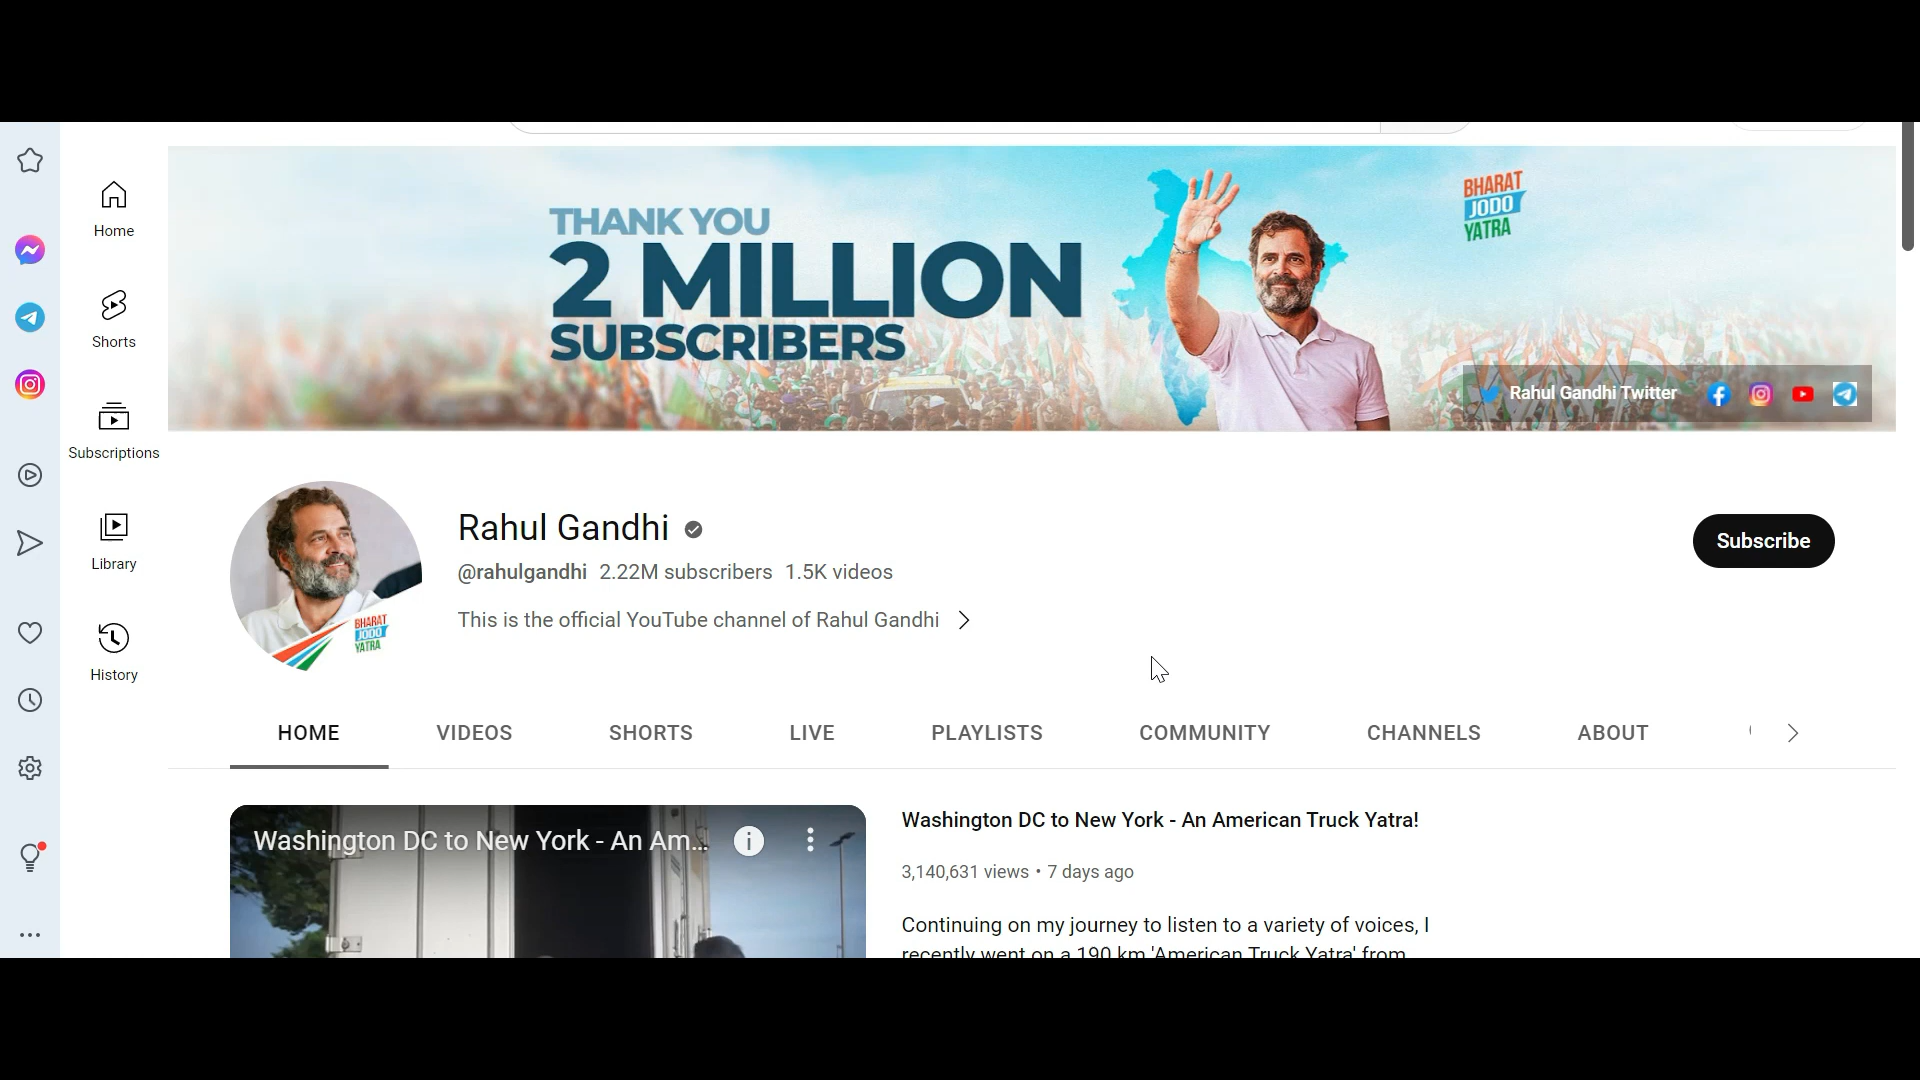 Home
Shorts
Subscriptions
Library
History
THANK YOU
2 MILLION
SUBSCRIBERS
BHARAT
JODO
YATRA
Rahul Gandhi Twitter
Rahul Gandhi
@rahulgandhi 2.22M subscribers 1.5K videos
This is the official YouTube channel of Rahul Gandhi
Subscribe
BHARAT
JODO
YATRA
HOME VIDEOS SHORTS LIVE PLAYLISTS COMMUNITY CHANNELS ABOUT
Washington DC to New York - An Am...
Washington DC to New York - An American Truck Yatra!
3,140,631 views • 7 days ago
Continuing on my journey to listen to a variety of voices, I
recently went on a 190 km 'American Truck Yatra' from